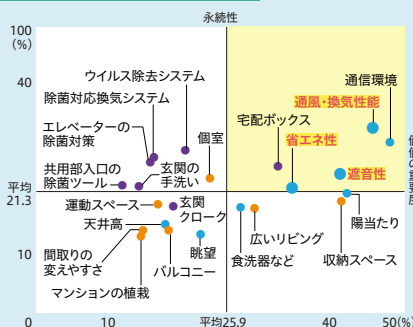 永続性
100
(%)
40
ウイルス除去システム
通信環境
除菌対応換気システム
通風・換気性能
エレベーターの
除菌対策
宅配ボックス
個室
省エネ性
共用部入口の
除菌ツール
玄関の
手洗い
遮音性
平均
21.3
運動スペース
玄関
クローク
天井高
陽当たり
間取りの
変えやすさ
眺望
広いリビング
食洗器など
収納スペース
バルコニー
10
マンションの植栽
0
10
平均25.9
40
50(%)